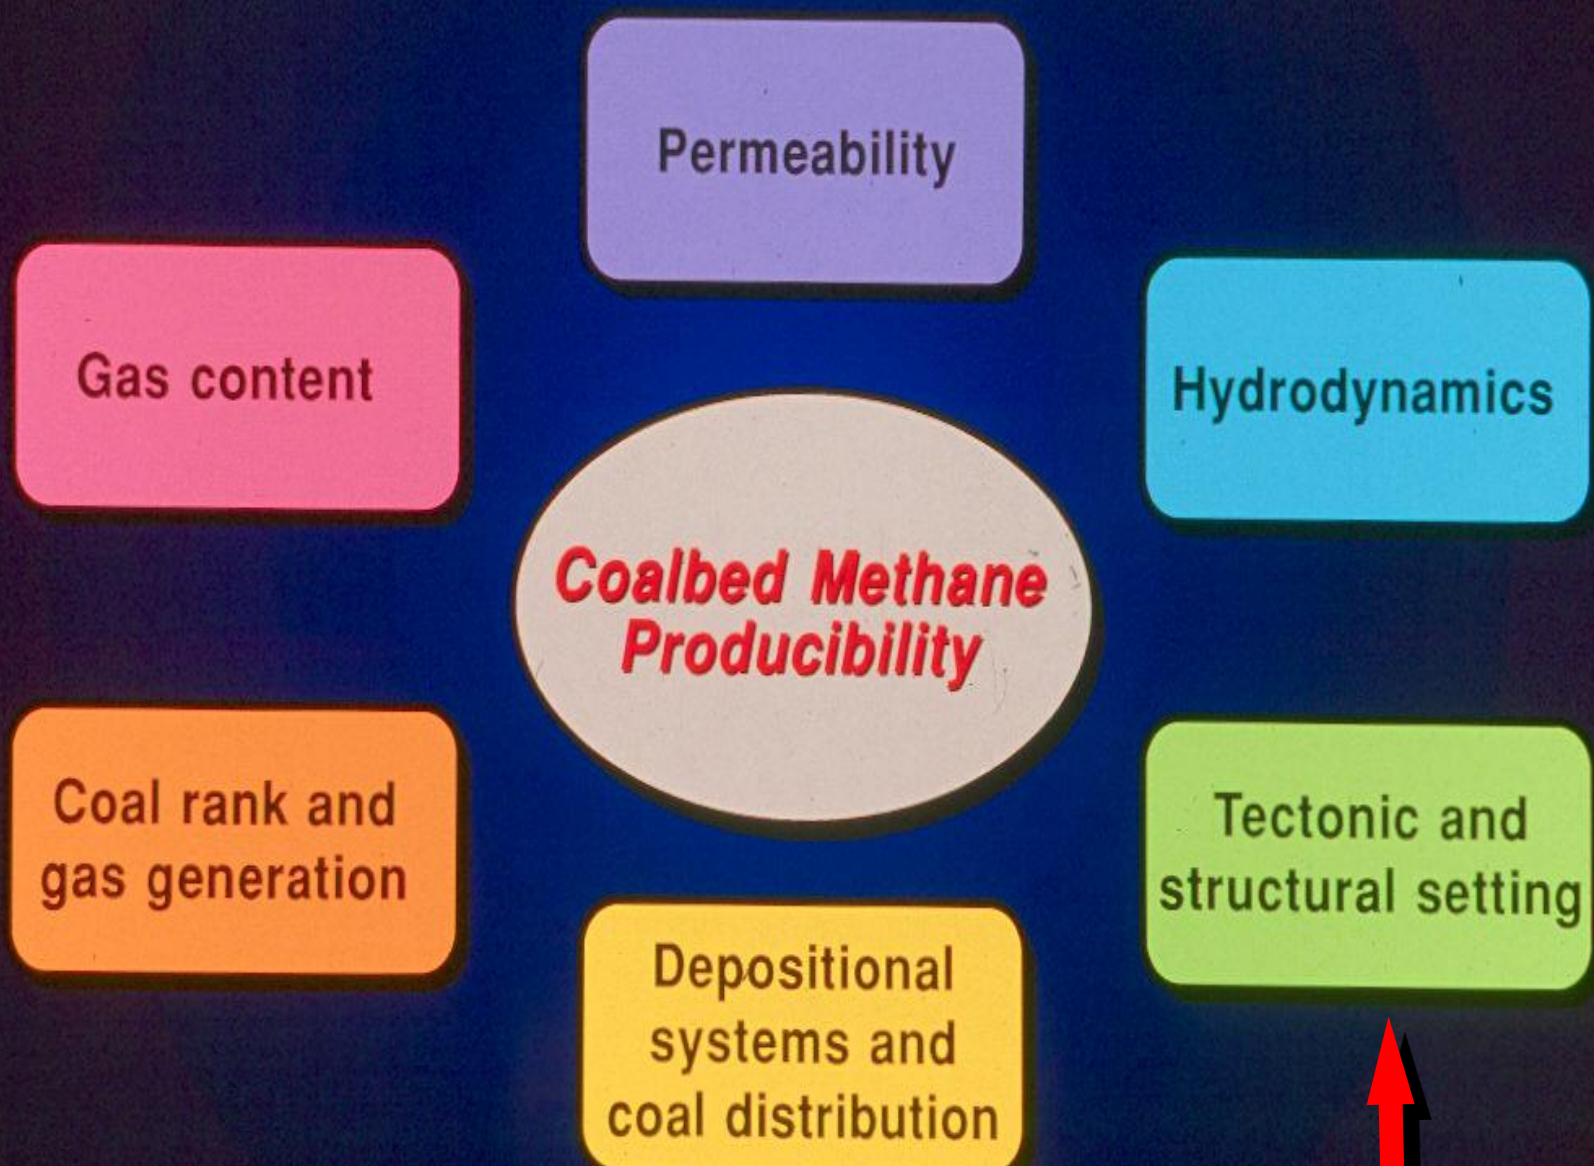 Permeability
Gas content
Hydrodynamics
Coalbed Methane
Producibility
Coal rank and
gas generation
Tectonic and
structural setting
Depositional
systems and
coal distribution